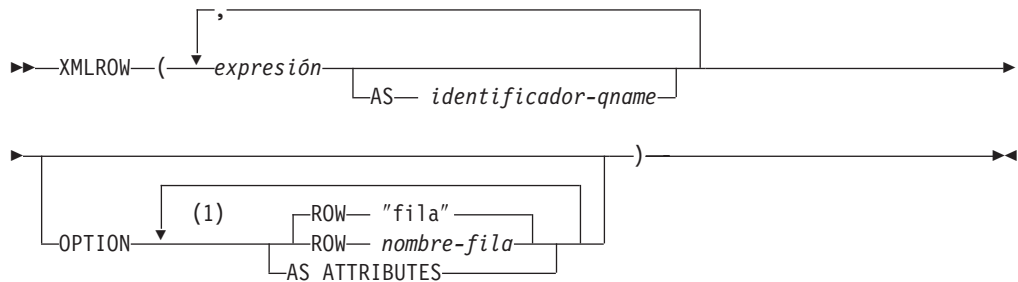 ,
XMLROW ( expresión
AS identificador-qname
)
(1) ROW "fila"
OPTION ROW nombre-fila
AS ATTRIBUTES